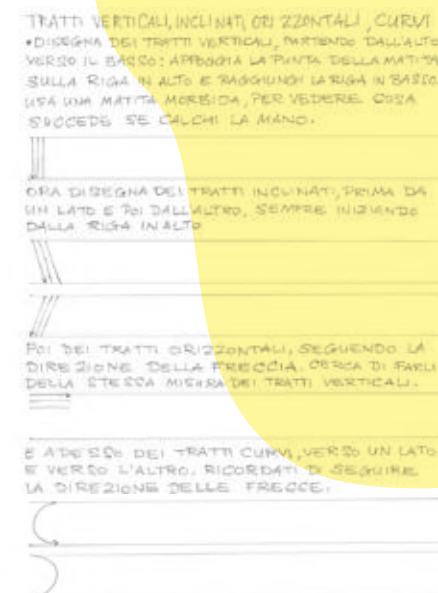 TRATTI VERTICALI, INCLINATI, ORIZZONTALI, CURVI
•DISEGNA DEI TRATTI VERTICALI, PARTENDO DALL'ALTO
VERSO IL BASSO: APPOGGIA LA PUNTA DELLA MATITA
SULLA RIGA IN ALTO E RAGGIUNGI LA RIGA IN BASSO.
USA UNA MATITA MORBIDA, PER VEDERE COSA
SUCCEDE SE CALCHI LA MANO.
ORA DISEGNA DEI TRATTI INCLINATI, PRIMA DA
UN LATO E POI DALL'ALTRO, SEMPRE INIZIANDO
DALLA RIGA IN ALTO
POI DEI TRATTI ORIZZONTALI, SEGUENDO LA
DIREZIONE DELLA FRECCIA. CERCA DI FARLI
DELLA STESSA MISURA DEI TRATTI VERTICALI.
E ADESSO DEI TRATTI CURVI, VERSO UN LATO
E VERSO L'ALTRO. RICORDATI DI SEGUIRE
LA DIREZIONE DELLE FRECCE.